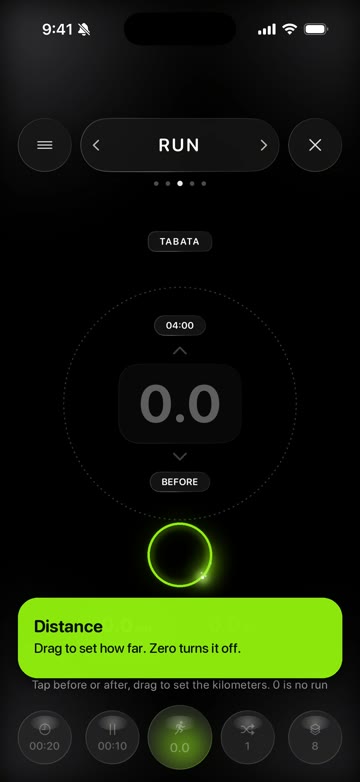 9:41
RUN
TABATA
04:00
0.0
BEFORE
Distance
Drag to set how far. Zero turns it off.
Tap before or after, drag to set the kilometers. 0 is no run
00:20 00:10 0.0 1 8